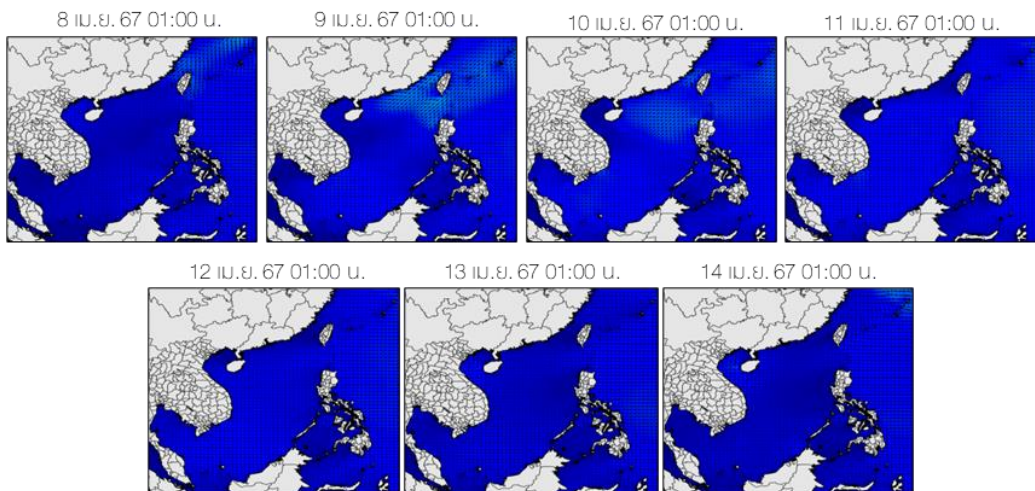 8 เม.ย. 67 01:00 น.
9 เม.ย. 67 01:00 น.
10 เม.ย. 67 01:00 น.
11 เม.ย. 67 01:00 น.
12 เม.ย. 67 01:00 น.
13 เม.ย. 67 01:00 น.
14 เม.ย. 67 01:00 น.